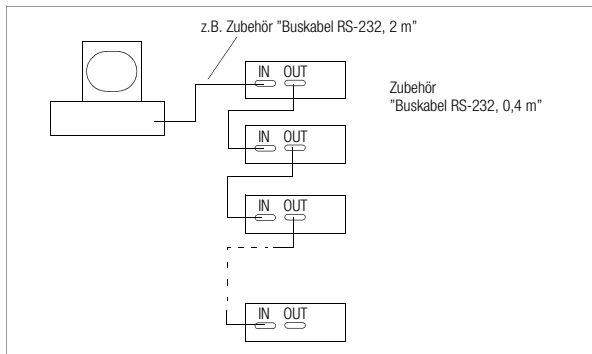 z.B. Zubehör ”Buskabel RS-232, 2 m”
IN OUT
Zubehör
”Buskabel RS-232, 0,4 m”
IN OUT
IN OUT
IN OUT